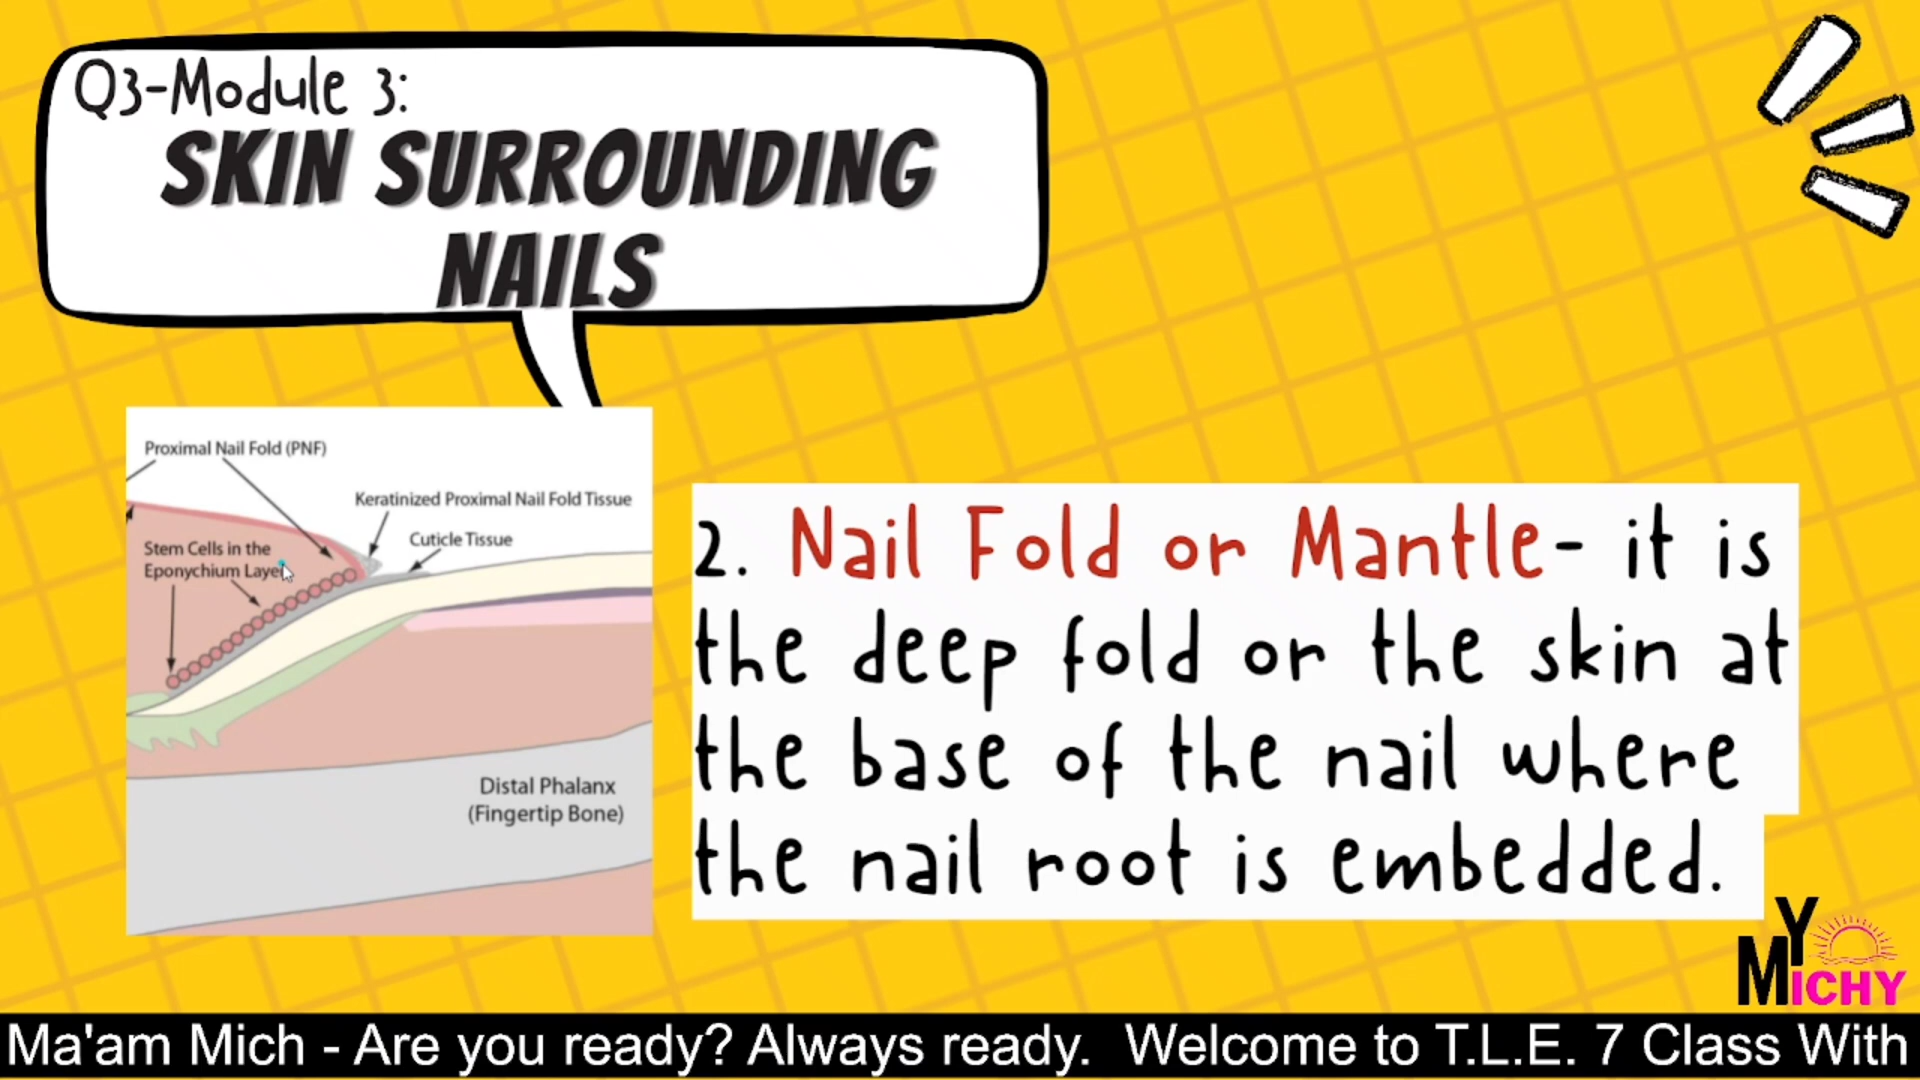 Q3-Module 3:
SKIN SURROUNDING
NAILS
Proximal Nail Fold (PNF)
Keratinized Proximal Nail Fold Tissue
Cuticle Tissue
Stem Cells in the
Eponychium Layer
Distal Phalanx
(Fingertip Bone)
2. Nail Fold or Mantle- it is
the deep fold or the skin at
the base of the nail where
the nail root is embedded.
MY
MICHY
Ma'am Mich - Are you ready? Always ready.  Welcome to T.L.E. 7 Class With